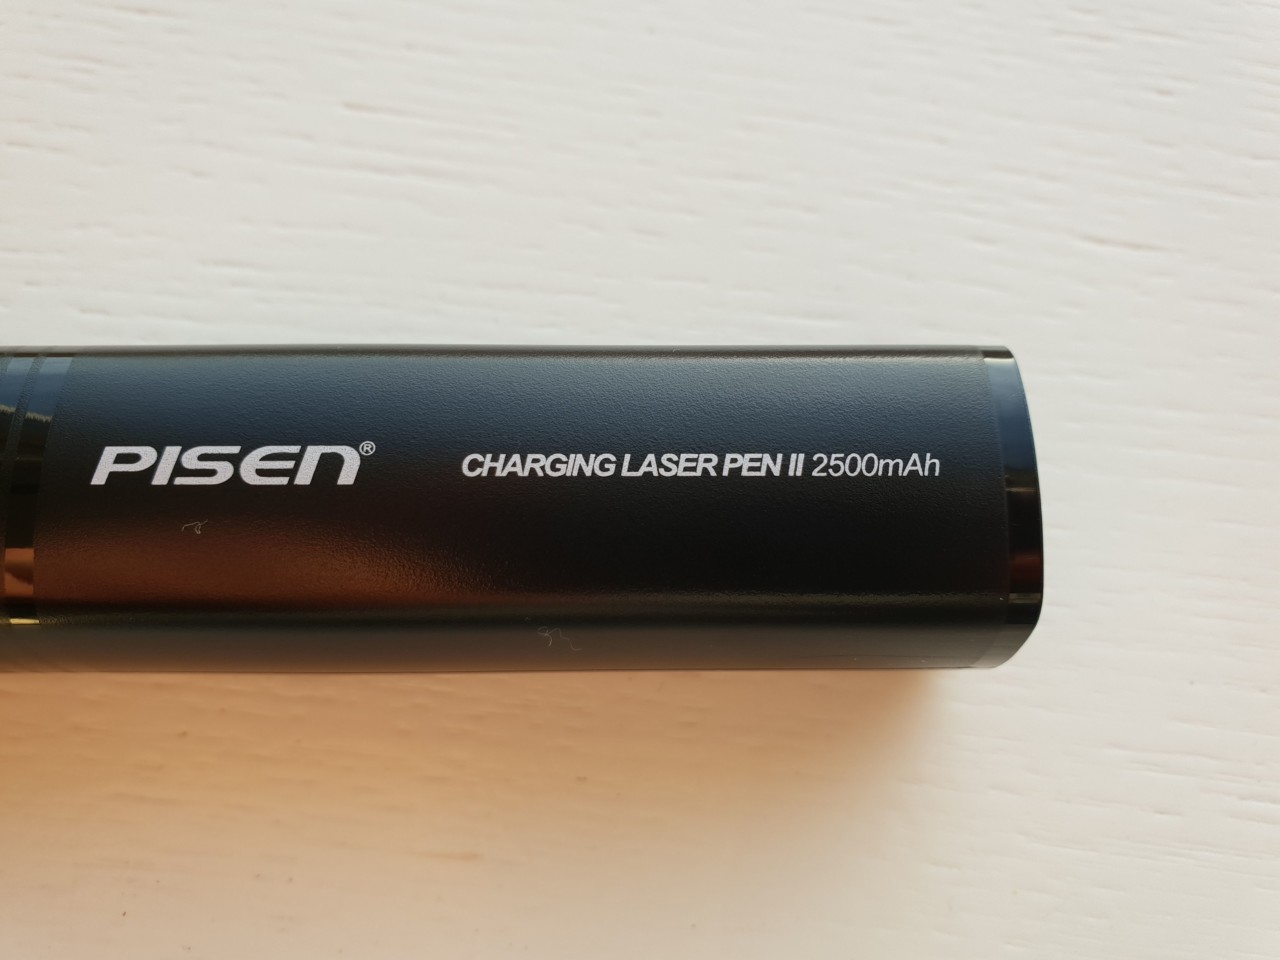 PISEN® CHARGING LASER PEN II 2500mAh